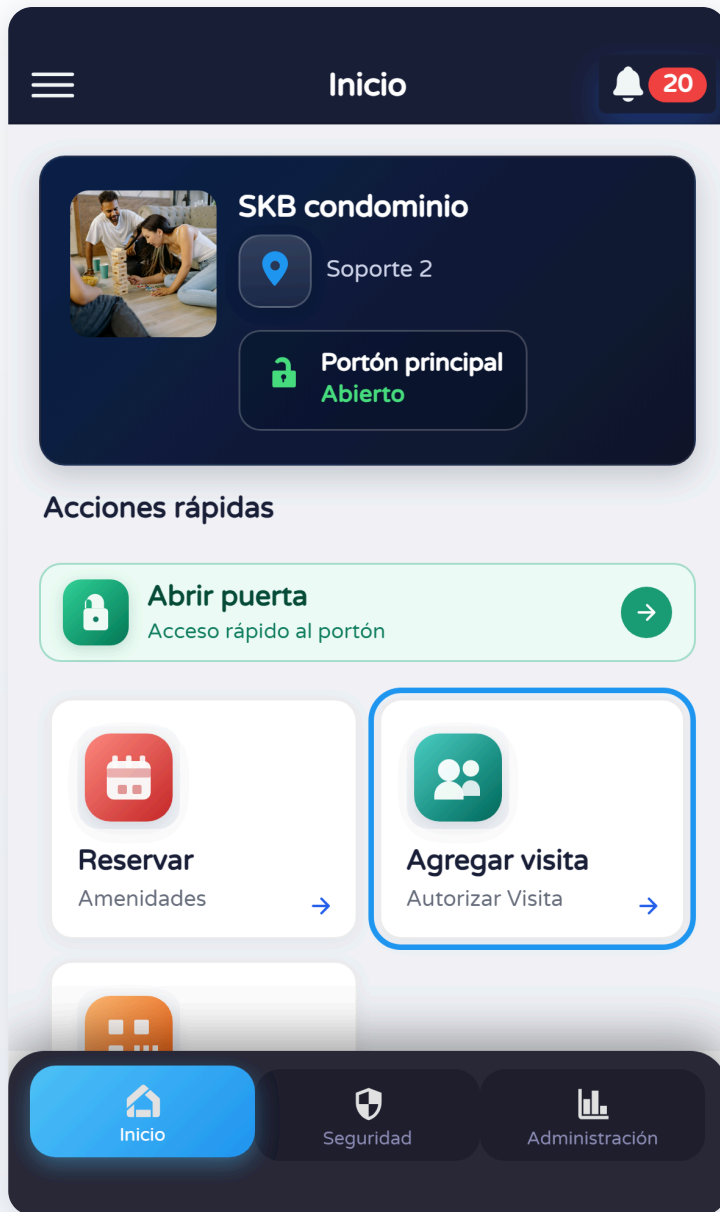 Inicio
20
SKB condominio
Soporte 2
Portón principal
Abierto
Acciones rápidas
Abrir puerta
Acceso rápido al portón
Reservar
Amenidades
Agregar visita
Autorizar Visita
Inicio
Seguridad
Administración